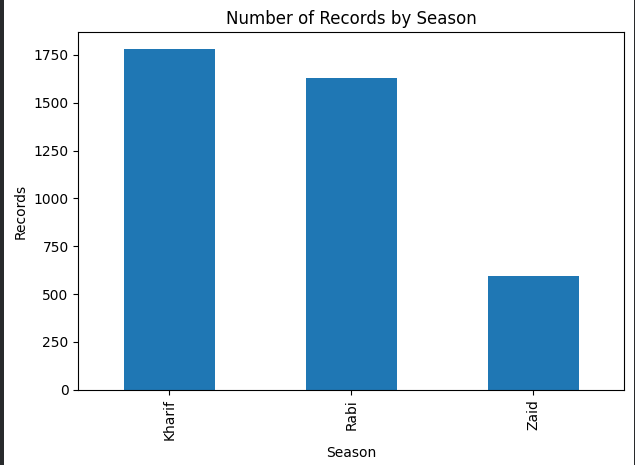 Number of Records by Season
1750
1500
1250
1000
750
500
250
0
Records
Kharif
Rabi
Zaid
Season